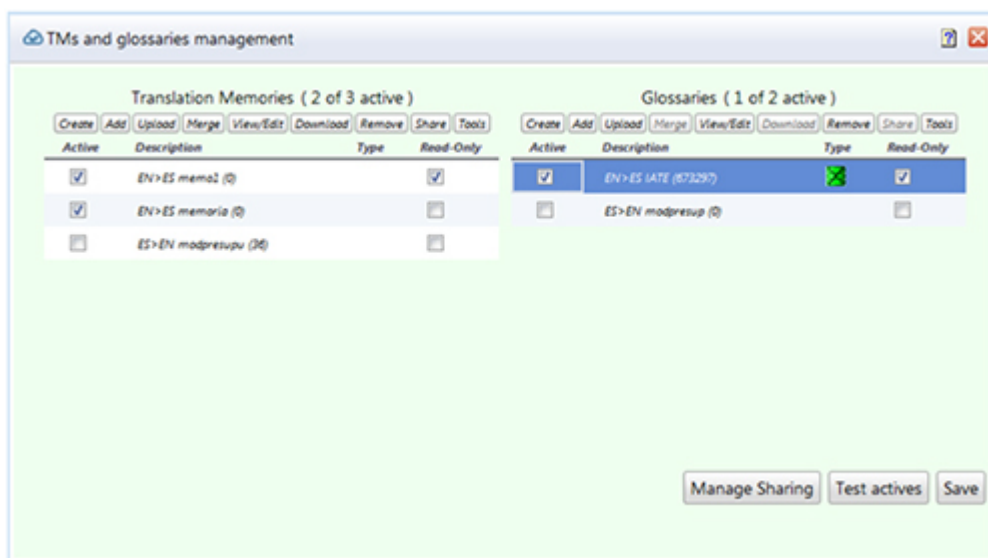 TMs and glossaries management
Translation Memories ( 2 of 3 active )
Create Add Upload Merge View/Edit Download Remove Share Tools
Active Description Type Read-Only
EN>ES memo2 (0)
EN>ES memoria (0)
ES>EN modpresupu (36)
Glossaries ( 1 of 2 active )
Create Add Upload Merge View/Edit Download Remove Share Tools
Active Description Type Read-Only
EN>ES IATE (673297)
ES>EN modpresup (0)
Manage Sharing Test actives Save